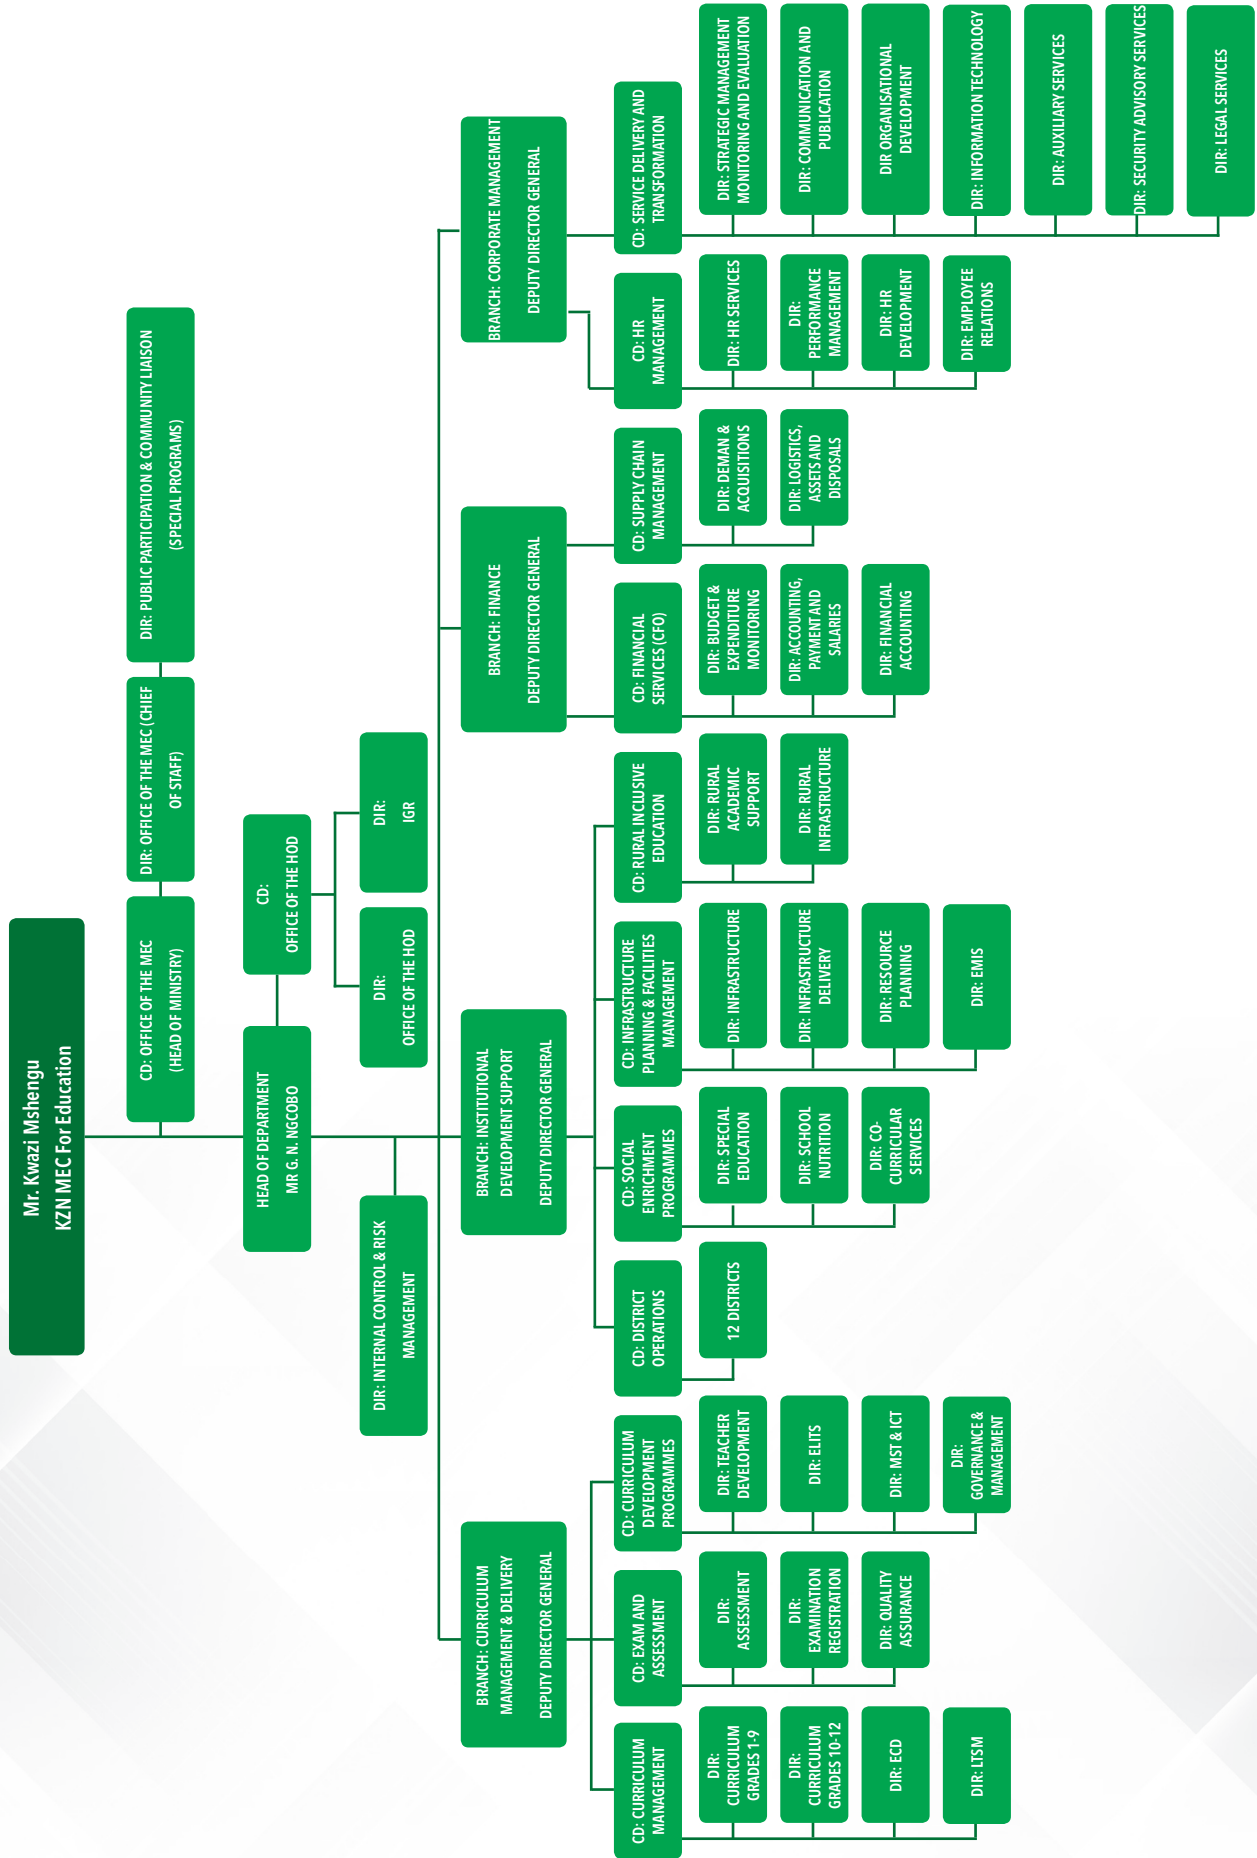 Mr. Kwazi Mshengu
KZN MEC For Education
CD: OFFICE OF THE MEC
(HEAD OF MINISTRY)
DIR: OFFICE OF THE MEC (CHIEF
OF STAFF)
DIR: PUBLIC PARTICIPATION & COMMUNITY LIAISON
(SPECIAL PROGRAMS)
HEAD OF DEPARTMENT
MR G. N. NGCOBO
CD:
OFFICE OF THE HOD
DIR: INTERNAL CONTROL & RISK
MANAGEMENT
DIR:
OFFICE OF THE HOD
DIR:
IGR
BRANCH: CURRICULUM
MANAGEMENT & DELIVERY
DEPUTY DIRECTOR GENERAL
BRANCH: INSTITUTIONAL
DEVELOPMENT SUPPORT
DEPUTY DIRECTOR GENERAL
BRANCH: FINANCE
DEPUTY DIRECTOR GENERAL
BRANCH: CORPORATE MANAGEMENT
DEPUTY DIRECTOR GENERAL
CD: CURRICULUM
MANAGEMENT
DIR:
CURRICULUM
GRADES 1-9
DIR:
CURRICULUM
GRADES 10-12
DIR: ECD
DIR: LTSM
CD: EXAM AND
ASSESSMENT
DIR:
ASSESSMENT
DIR:
EXAMINATION
REGISTRATION
DIR: QUALITY
ASSURANCE
CD: CURRICULUM
DEVELOPMENT
PROGRAMMES
DIR: TEACHER
DEVELOPMENT
DIR: ELITS
DIR: MST & ICT
DIR:
GOVERNANCE &
MANAGEMENT
CD: DISTRICT
OPERATIONS
12 DISTRICTS
CD: SOCIAL
ENRICHMENT
PROGRAMMES
DIR: SPECIAL
EDUCATION
DIR: SCHOOL
NUTRITION
DIR: CO-
CURRICULAR
SERVICES
CD: INFRASTRUCTURE
PLANNING & FACILITIES
MANAGEMENT
DIR: INFRASTRUCTURE
DIR: INFRASTRUCTURE
DELIVERY
DIR: RESOURCE
PLANNING
DIR: EMIS
CD: RURAL INCLUSIVE
EDUCATION
DIR: RURAL
ACADEMIC
SUPPORT
DIR: RURAL
INFRASTRUCTURE
CD: FINANCIAL
SERVICES (CFO)
DIR: BUDGET &
EXPENDITURE
MONITORING
DIR: ACCOUNTING,
PAYMENT AND
SALARIES
DIR: FINANCIAL
ACCOUNTING
CD: SUPPLY CHAIN
MANAGEMENT
DIR: DEMAN &
ACQUISITIONS
DIR: LOGISTICS,
ASSETS AND
DISPOSALS
CD: HR
MANAGEMENT
DIR: HR SERVICES
DIR:
PERFORMANCE
MANAGEMENT
DIR: HR
DEVELOPMENT
DIR: EMPLOYEE
RELATIONS
CD: SERVICE DELIVERY AND
TRANSFORMATION
DIR: STRATEGIC MANAGEMENT
MONITORING AND EVALUATION
DIR: COMMUNICATION AND
PUBLICATION
DIR ORGANISATIONAL
DEVELOPMENT
DIR: INFORMATION TECHNOLOGY
DIR: AUXILIARY SERVICES
DIR: SECURITY ADVISORY SERVICES
DIR: LEGAL SERVICES